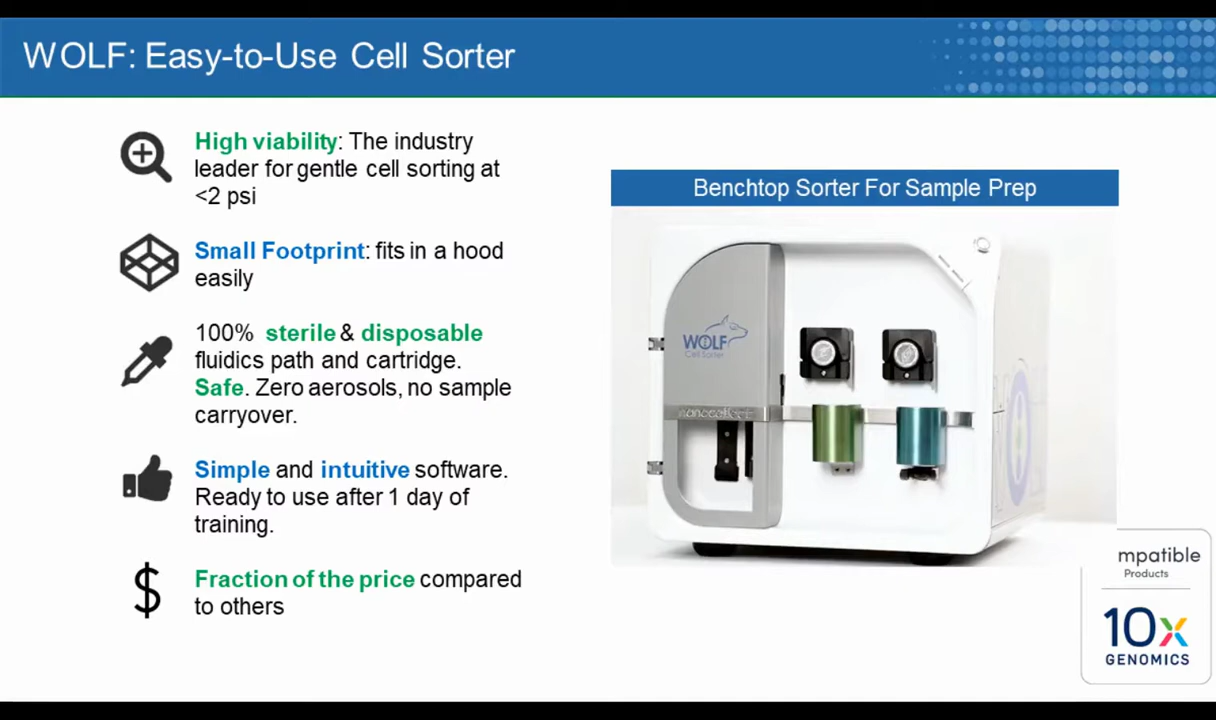 WOLF: Easy-to-Use Cell Sorter
High viability: The industry
leader for gentle cell sorting at
<2 psi
Small Footprint: fits in a hood
easily
100% sterile & disposable
fluidics path and cartridge.
Safe. Zero aerosols, no sample
carryover.
Simple and intuitive software.
Ready to use after 1 day of
training.
$
Fraction of the price compared
to others
Benchtop Sorter For Sample Prep
WOLF
Cell Sorter
nanocellect
mpatible
Products
10x
GENOMICS